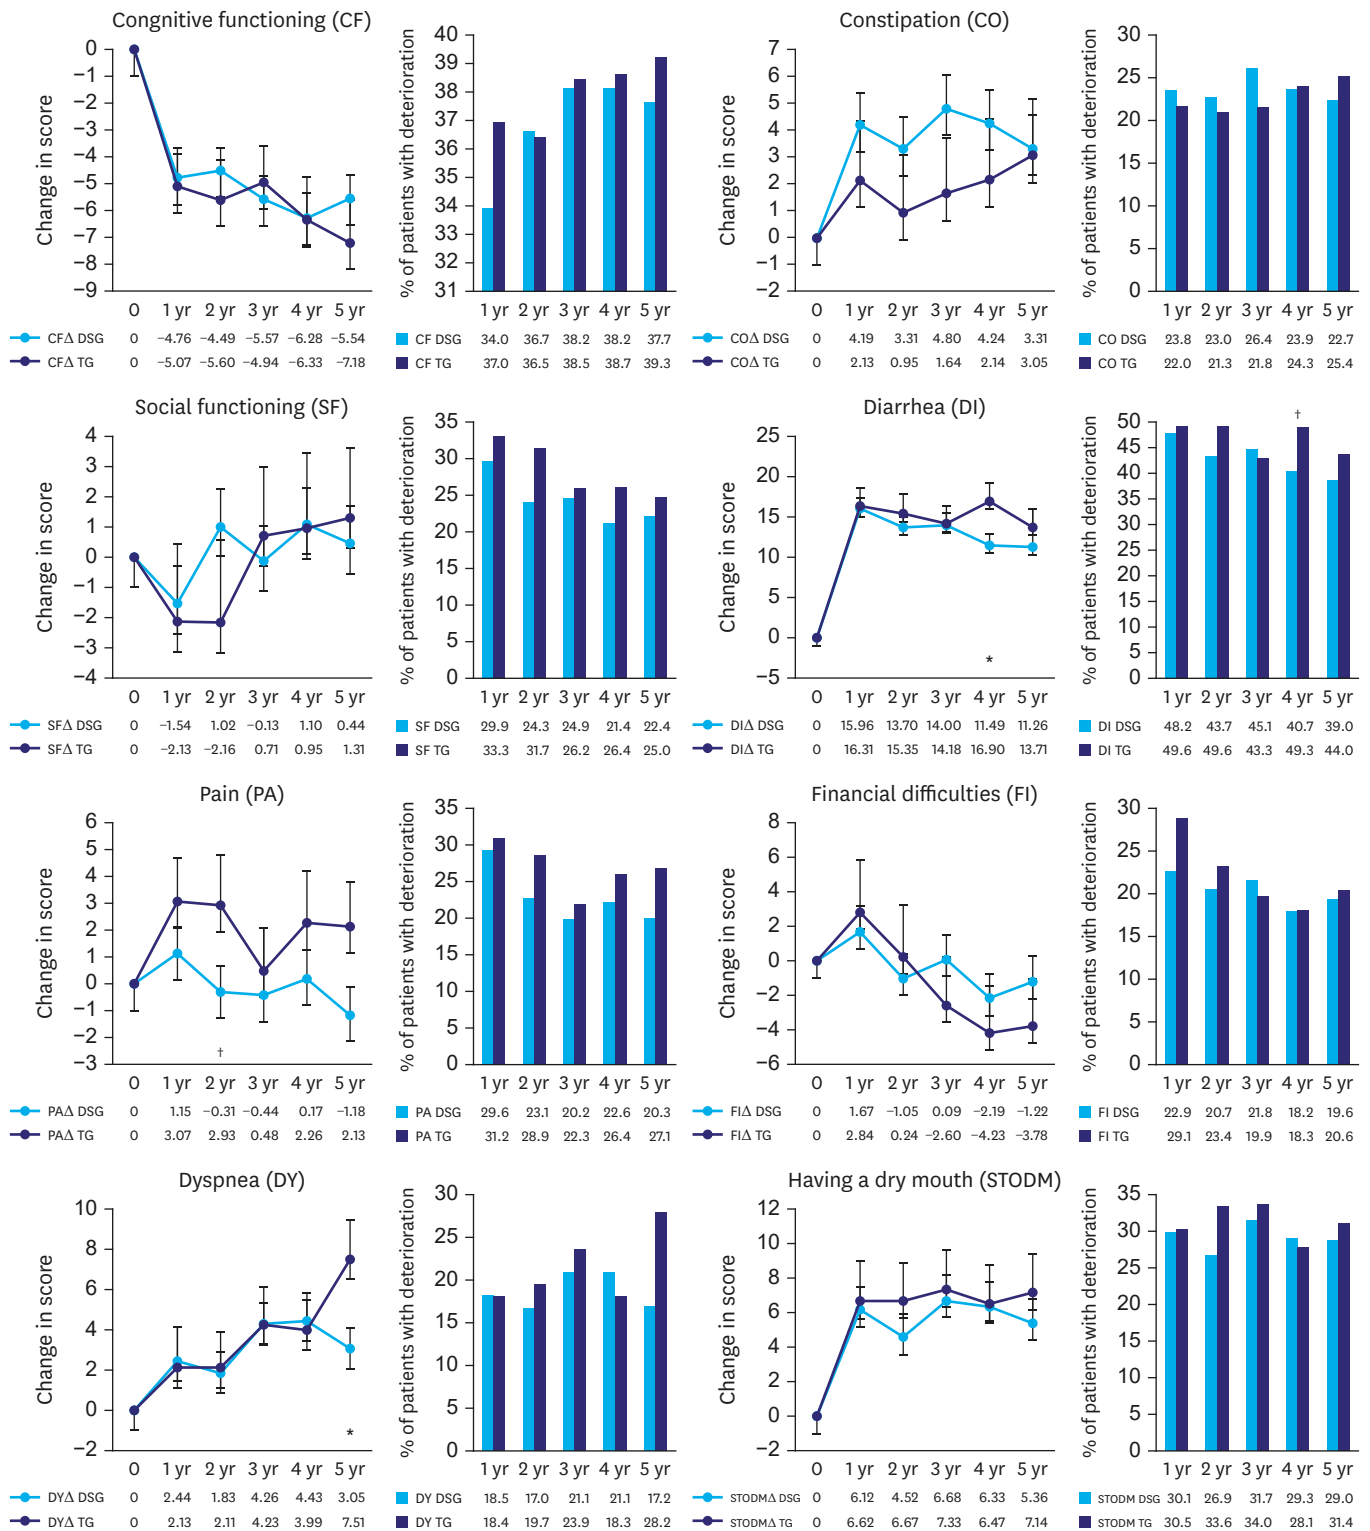 Congnitive functioning (CF)
Change in score
0
−1
−2
−3
−4
−5
−6
−7
−8
−9
0 1 yr 2 yr 3 yr 4 yr 5 yr
CFΔ DSG 0 −4.76 −4.49 −5.57 −6.28 −5.54
CFΔ TG 0 −5.07 −5.60 −4.94 −6.33 −7.18
% of patients with deterioration
40
39
38
37
36
35
34
33
32
31
1 yr 2 yr 3 yr 4 yr 5 yr
CF DSG 34.0 36.7 38.2 38.2 37.7
CF TG 37.0 36.5 38.5 38.7 39.3
Constipation (CO)
Change in score
7
6
5
4
3
2
1
0
−1
−2
0 1 yr 2 yr 3 yr 4 yr 5 yr
COΔ DSG 0 4.19 3.31 4.80 4.24 3.31
COΔ TG 0 2.13 0.95 1.64 2.14 3.05
% of patients with deterioration
30
25
20
15
10
5
0
1 yr 2 yr 3 yr 4 yr 5 yr
CO DSG 23.8 23.0 26.4 23.9 22.7
CO TG 22.0 21.3 21.8 24.3 25.4
Social functioning (SF)
Change in score
4
3
2
1
0
−1
−2
−3
−4
0 1 yr 2 yr 3 yr 4 yr 5 yr
SFΔ DSG 0 −1.54 1.02 −0.13 1.10 0.44
SFΔ TG 0 −2.13 −2.16 0.71 0.95 1.31
% of patients with deterioration
35
30
25
20
15
10
5
0
1 yr 2 yr 3 yr 4 yr 5 yr
SF DSG 29.9 24.3 24.9 21.4 22.4
SF TG 33.3 31.7 26.2 26.4 25.0
Diarrhea (DI)
Change in score
25
20
15
10
5
0
−5
*
0 1 yr 2 yr 3 yr 4 yr 5 yr
DIΔ DSG 0 15.96 13.70 14.00 11.49 11.26
DIΔ TG 0 16.31 15.35 14.18 16.90 13.71
% of patients with deterioration
†
50
45
40
35
30
25
20
15
10
5
0
1 yr 2 yr 3 yr 4 yr 5 yr
DI DSG 48.2 43.7 45.1 40.7 39.0
DI TG 49.6 49.6 43.3 49.3 44.0
Pain (PA)
Change in score
6
5
4
3
2
1
0
−1
−2
−3
†
0 1 yr 2 yr 3 yr 4 yr 5 yr
PAΔ DSG 0 1.15 −0.31 −0.44 0.17 −1.18
PAΔ TG 0 3.07 2.93 0.48 2.26 2.13
% of patients with deterioration
35
30
25
20
15
10
5
0
1 yr 2 yr 3 yr 4 yr 5 yr
PA DSG 29.6 23.1 20.2 22.6 20.3
PA TG 31.2 28.9 22.3 26.4 27.1
Financial difficulties (FI)
Change in score
8
6
4
2
0
−2
−4
−6
0 1 yr 2 yr 3 yr 4 yr 5 yr
FIΔ DSG 0 1.67 −1.05 0.09 −2.19 −1.22
FIΔ TG 0 2.84 0.24 −2.60 −4.23 −3.78
% of patients with deterioration
30
25
20
15
10
5
0
1 yr 2 yr 3 yr 4 yr 5 yr
FI DSG 22.9 20.7 21.8 18.2 19.6
FI TG 29.1 23.4 19.9 18.3 20.6
Dyspnea (DY)
Change in score
10
8
6
4
2
0
−2
*
0 1 yr 2 yr 3 yr 4 yr 5 yr
DYΔ DSG 0 2.44 1.83 4.26 4.43 3.05
DYΔ TG 0 2.13 2.11 4.23 3.99 7.51
% of patients with deterioration
30
25
20
15
10
5
0
1 yr 2 yr 3 yr 4 yr 5 yr
DY DSG 18.5 17.0 21.1 21.1 17.2
DY TG 18.4 19.7 23.9 18.3 28.2
Having a dry mouth (STODM)
Change in score
12
10
8
6
4
2
0
−2
0 1 yr 2 yr 3 yr 4 yr 5 yr
STODMΔ DSG 0 6.12 4.52 6.68 6.33 5.36
STODMΔ TG 0 6.62 6.67 7.33 6.47 7.14
% of patients with deterioration
35
30
25
20
15
10
5
0
1 yr 2 yr 3 yr 4 yr 5 yr
STODM DSG 30.1 26.9 31.7 29.3 29.0
STODM TG 30.5 33.6 34.0 28.1 31.4